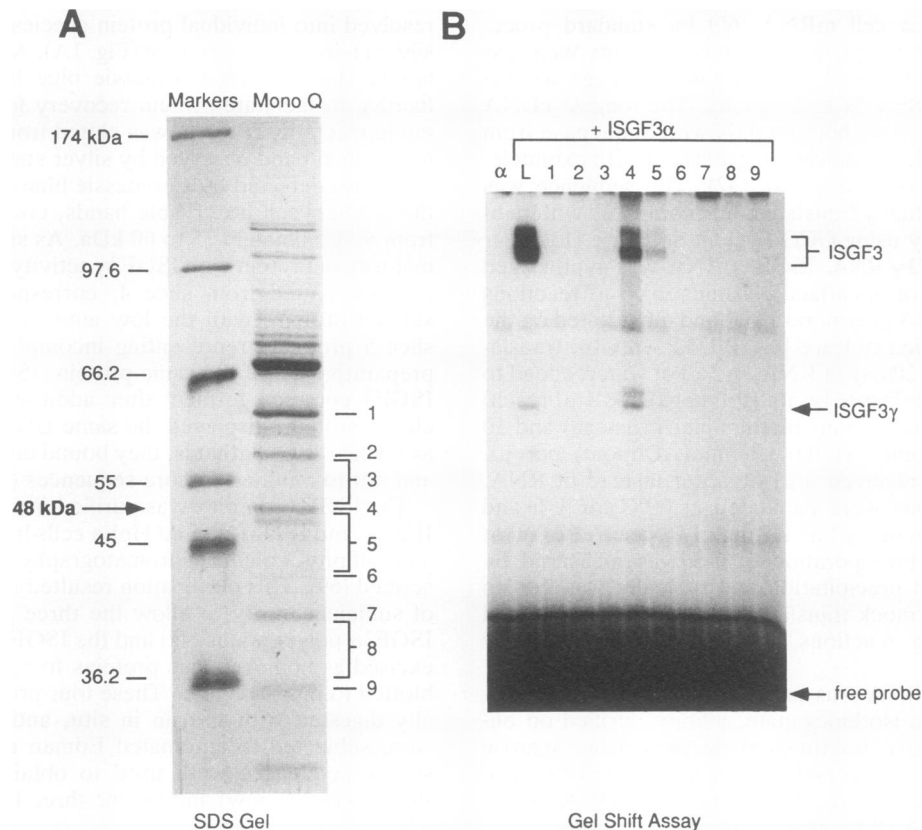 A
Markers Mono Q
174 kDa
97.6
66.2
55
48 kDa
45
36.2
1
2
3
4
5
6
7
8
9
SDS Gel
B
+ ISGF3α
α L 1 2 3 4 5 6 7 8 9
ISGF3
ISGF3γ
free probe
Gel Shift Assay